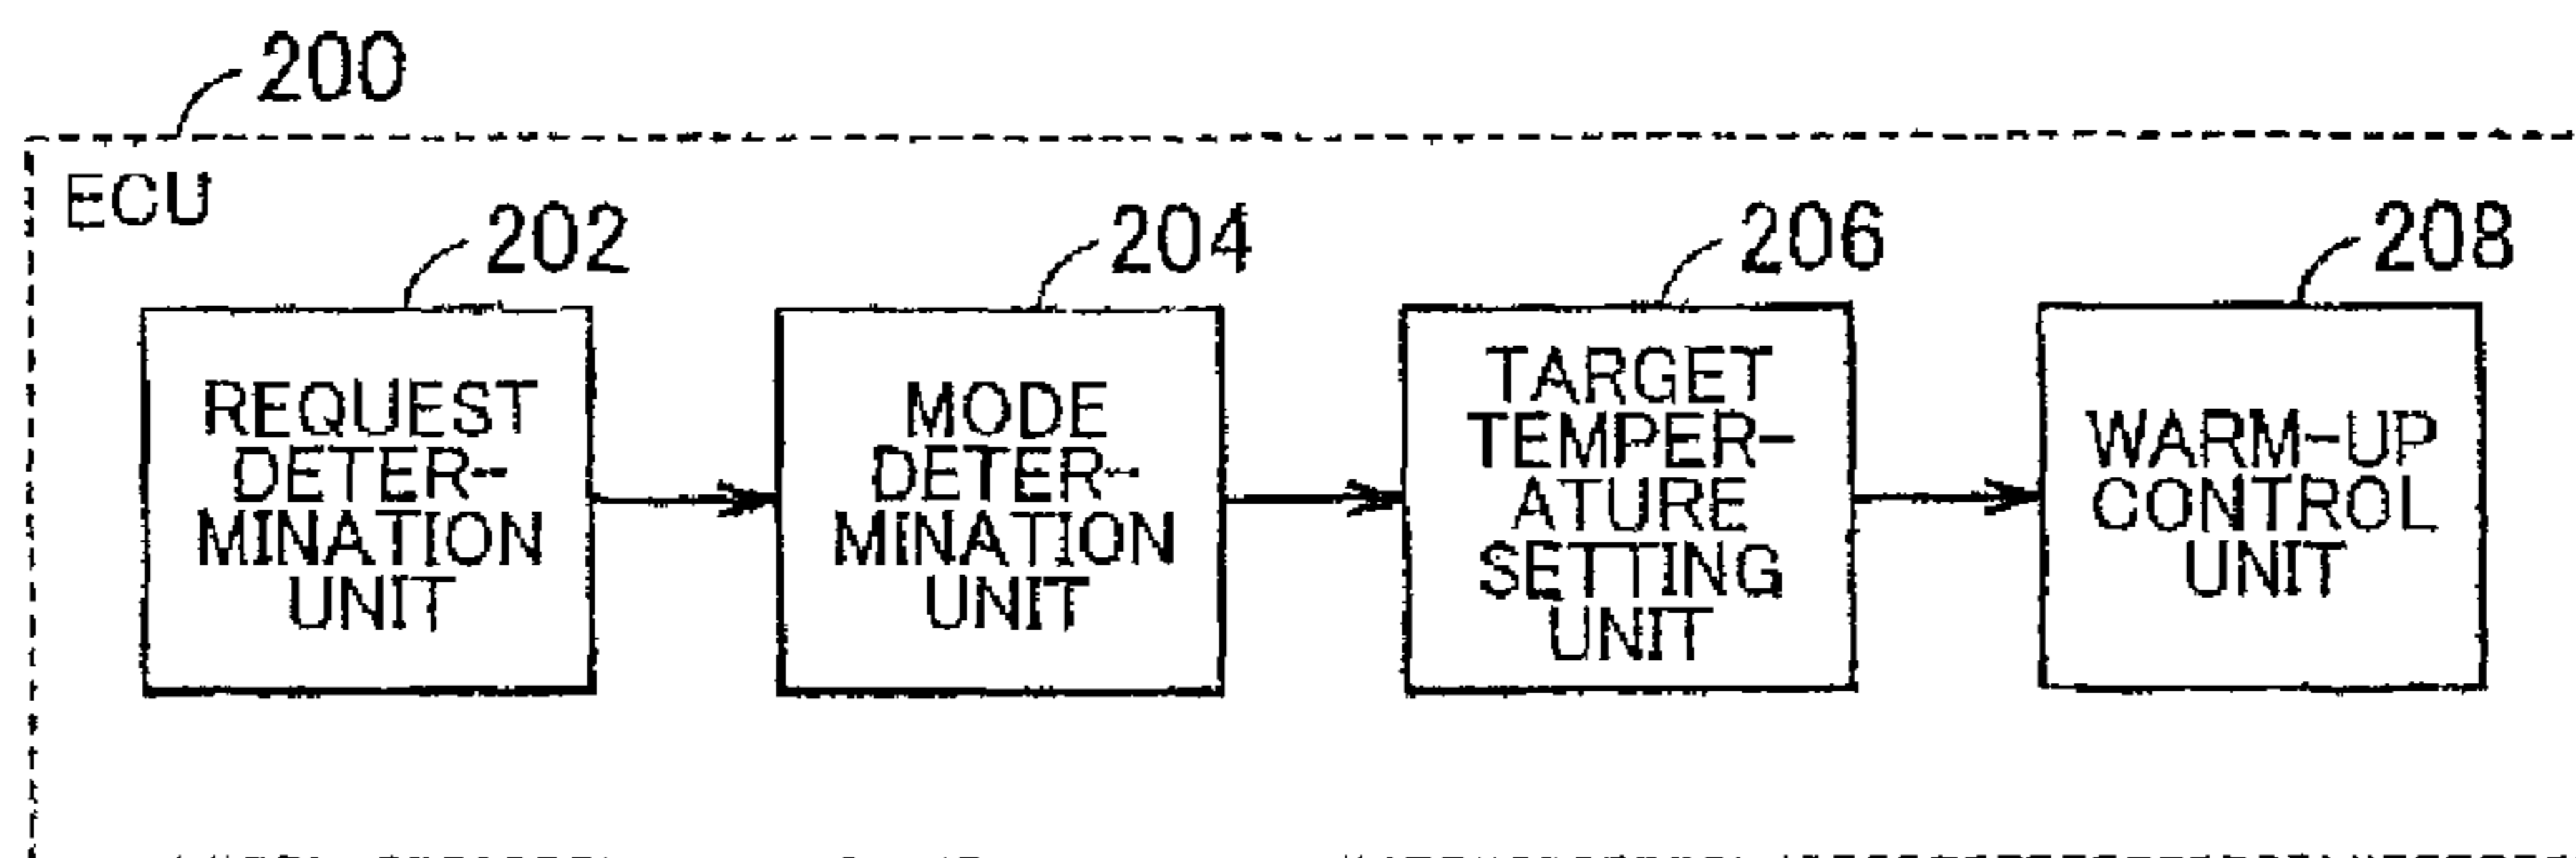 200
ECU
202
204
206
208
REQUEST
DETER-
MINATION
UNIT
MODE
DETER-
MINATION
UNIT
TARGET
TEMPER-
ATURE
SETTING
UNIT
WARM-UP
CONTROL
UNIT